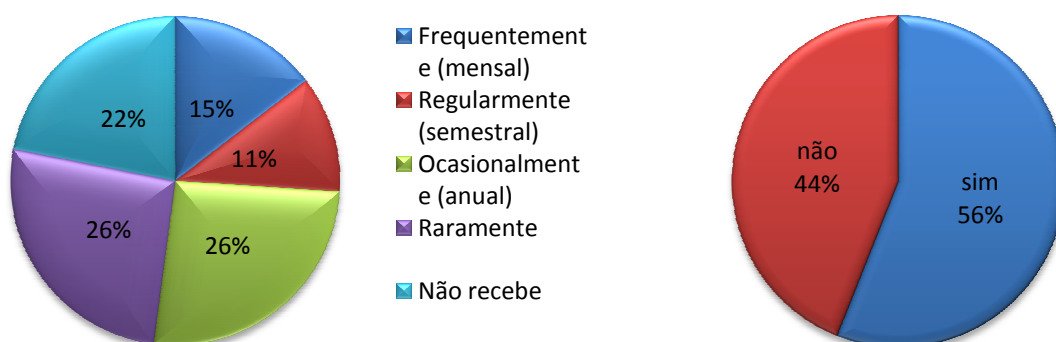 15%
11%
26%
26%
22%
Frequentement
e (mensal)
Regularmente
(semestral)
Ocasionalment
e (anual)
Raramente
Não recebe
não
44%
sim
56%